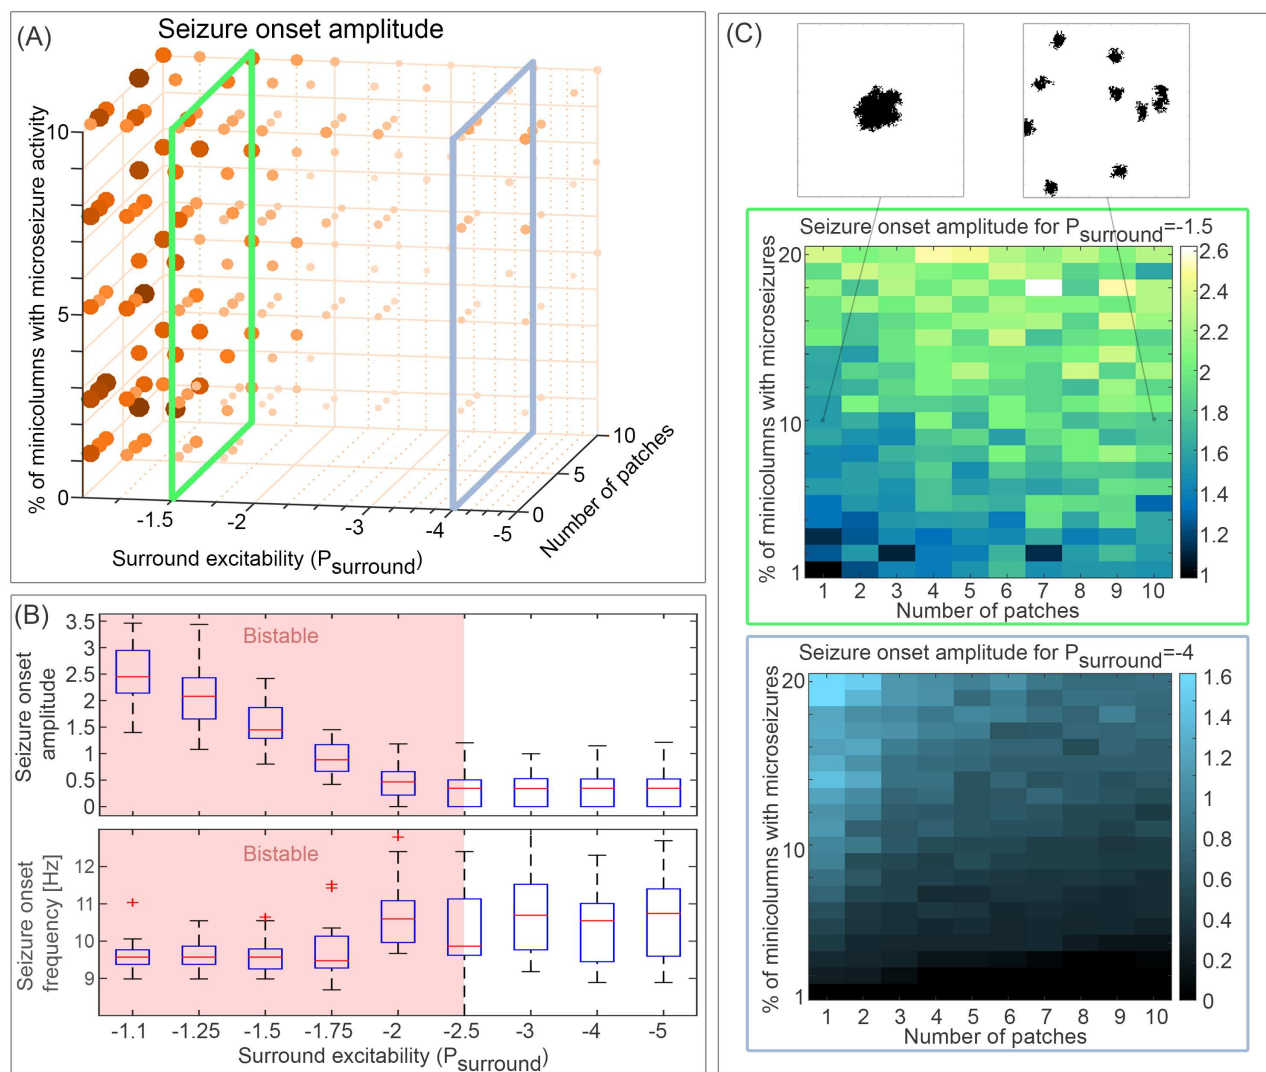 (A)
Seizure onset amplitude
% of minicolumns with microseizure activity
10
5
0
-1.5
-2
-3
-4
-5
Surround excitability (Psurround)
0
5
10
Number of patches
(B)
Bistable
Seizure onset
amplitude
3.5
3
2.5
2
1.5
1
0.5
0
Bistable
Seizure onset
frequency [Hz]
12
11
10
9
-1.1 -1.25 -1.5 -1.75 -2 -2.5 -3 -4 -5
Surround excitability (Psurround)
(C)
Seizure onset amplitude for Psurround=-1.5
% of minicolumns with microseizures
20
10
1
1 2 3 4 5 6 7 8 9 10
Number of patches
2.6
2.4
2.2
2
1.8
1.6
1.4
1.2
1
Seizure onset amplitude for Psurround=-4
% of minicolumns with microseizures
20
10
1
1 2 3 4 5 6 7 8 9 10
Number of patches
1.6
1.4
1.2
1
0.8
0.6
0.4
0.2
0